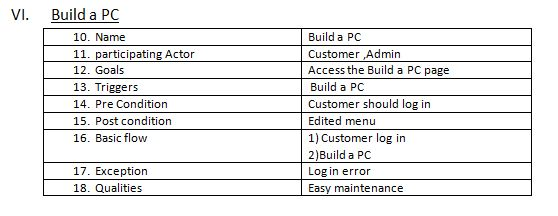 VI. Build a PC
10. Name Build a PC
11. participating Actor Customer ,Admin
12. Goals Access the Build a PC page
13. Triggers Build a PC
14. Pre Condition Customer should log in
15. Post condition Edited menu
16. Basic flow 1) Customer log in
2)Build a PC
17. Exception Log in error
18. Qualities Easy maintenance